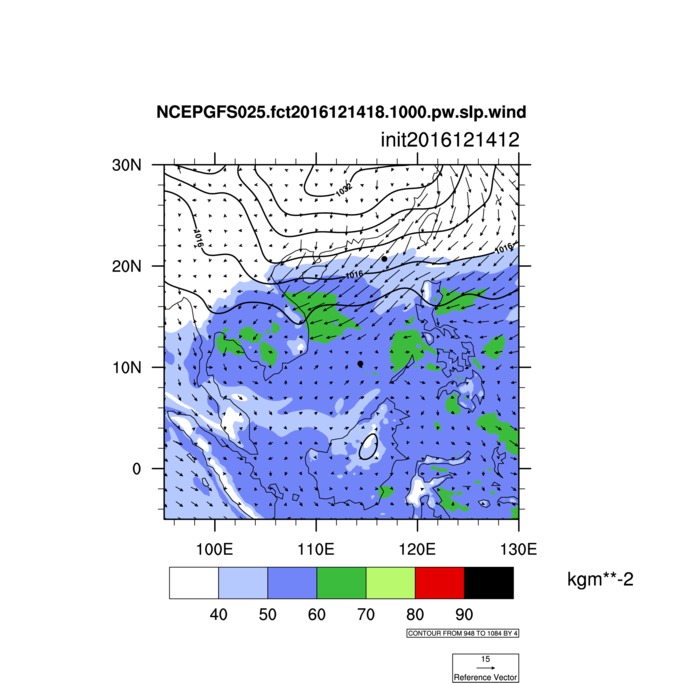 NCEPGFS025.fct2016121418.1000.pw.slp.wind
init2016121412
30N
1032
1016
1016
20N
1016
10N
0
100E 110E 120E 130E
kgm**-2
40 50 60 70 80 90
CONTOUR FROM 948 TO 1084 BY 4
15
Reference Vector